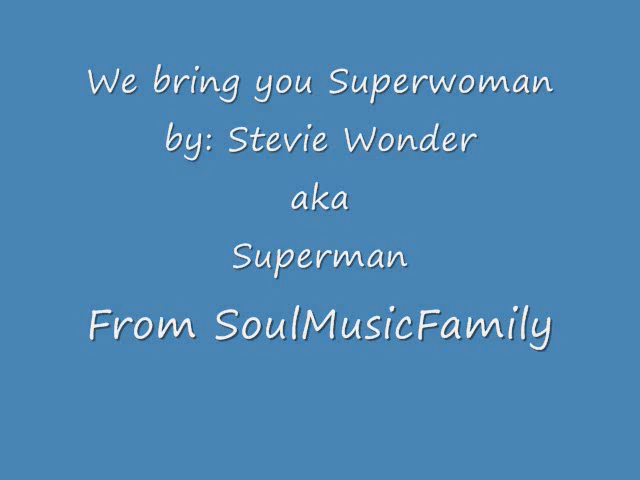 We bring you Superwoman
by: Stevie Wonder
aka
Superman
From SoulMusicFamily